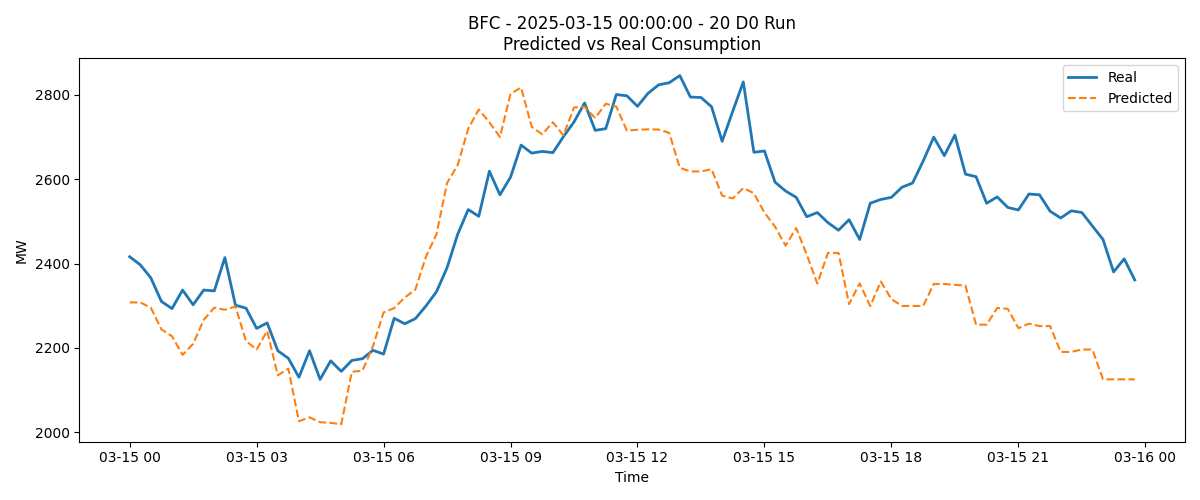 BFC - 2025-03-15 00:00:00 - 20 D0 Run
Predicted vs Real Consumption
Real
Predicted
MW
2800
2600
2400
2200
2000
03-15 00
03-15 03
03-15 06
03-15 09
03-15 12
03-15 15
03-15 18
03-15 21
03-16 00
Time